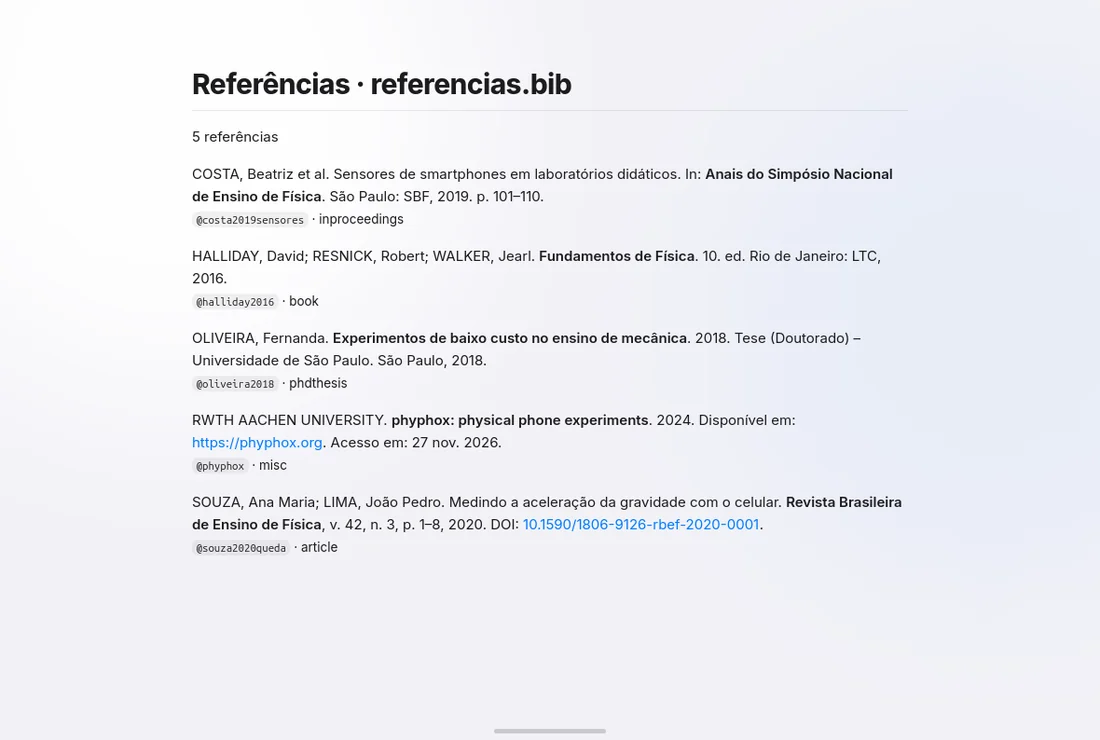 Referências · referencias.bib
5 referências
COSTA, Beatriz et al. Sensores de smartphones em laboratórios didáticos. In: Anais do Simpósio Nacional
de Ensino de Física. São Paulo: SBF, 2019. p. 101–110.
@costa2019sensores · inproceedings
HALLIDAY, David; RESNICK, Robert; WALKER, Jearl. Fundamentos de Física. 10. ed. Rio de Janeiro: LTC,
2016.
@halliday2016 · book
OLIVEIRA, Fernanda. Experimentos de baixo custo no ensino de mecânica. 2018. Tese (Doutorado) –
Universidade de São Paulo. São Paulo, 2018.
@oliveira2018 · phdthesis
RWTH AACHEN UNIVERSITY. phyphox: physical phone experiments. 2024. Disponível em:
https://phyphox.org. Acesso em: 27 nov. 2026.
@phyphox · misc
SOUZA, Ana Maria; LIMA, João Pedro. Medindo a aceleração da gravidade com o celular. Revista Brasileira
de Ensino de Física, v. 42, n. 3, p. 1–8, 2020. DOI: 10.1590/1806-9126-rbef-2020-0001.
@souza2020queda · article